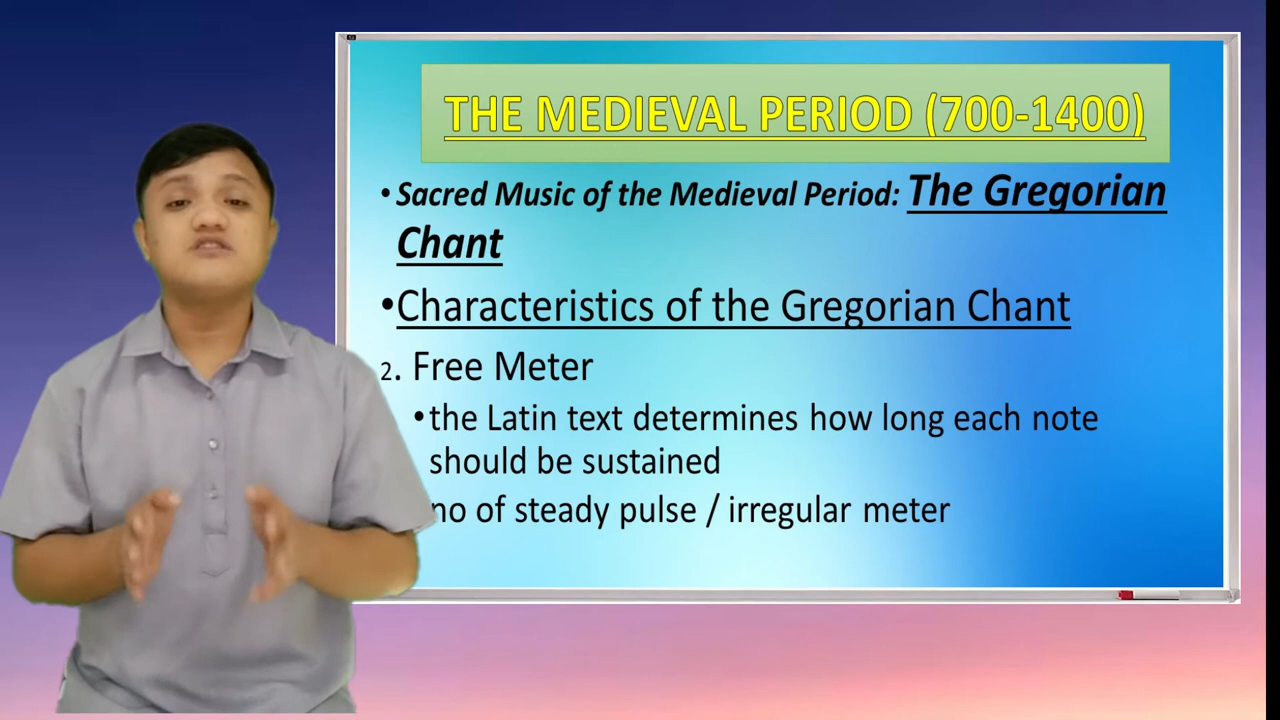 THE MEDIEVAL PERIOD (700-1400)
• Sacred Music of the Medieval Period: The Gregorian
Chant
•Characteristics of the Gregorian Chant
2. Free Meter
•the Latin text determines how long each note
should be sustained
no of steady pulse / irregular meter